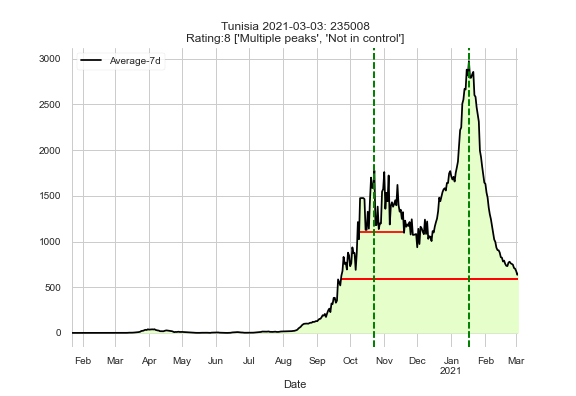 Tunisia 2021-03-03: 235008
Rating:8 ['Multiple peaks', 'Not in control']
Average-7d
3000
2500
2000
1500
1000
500
0
Feb Mar Apr May Jun Jul Aug Sep Oct Nov Dec Jan Feb Mar
2021
Date